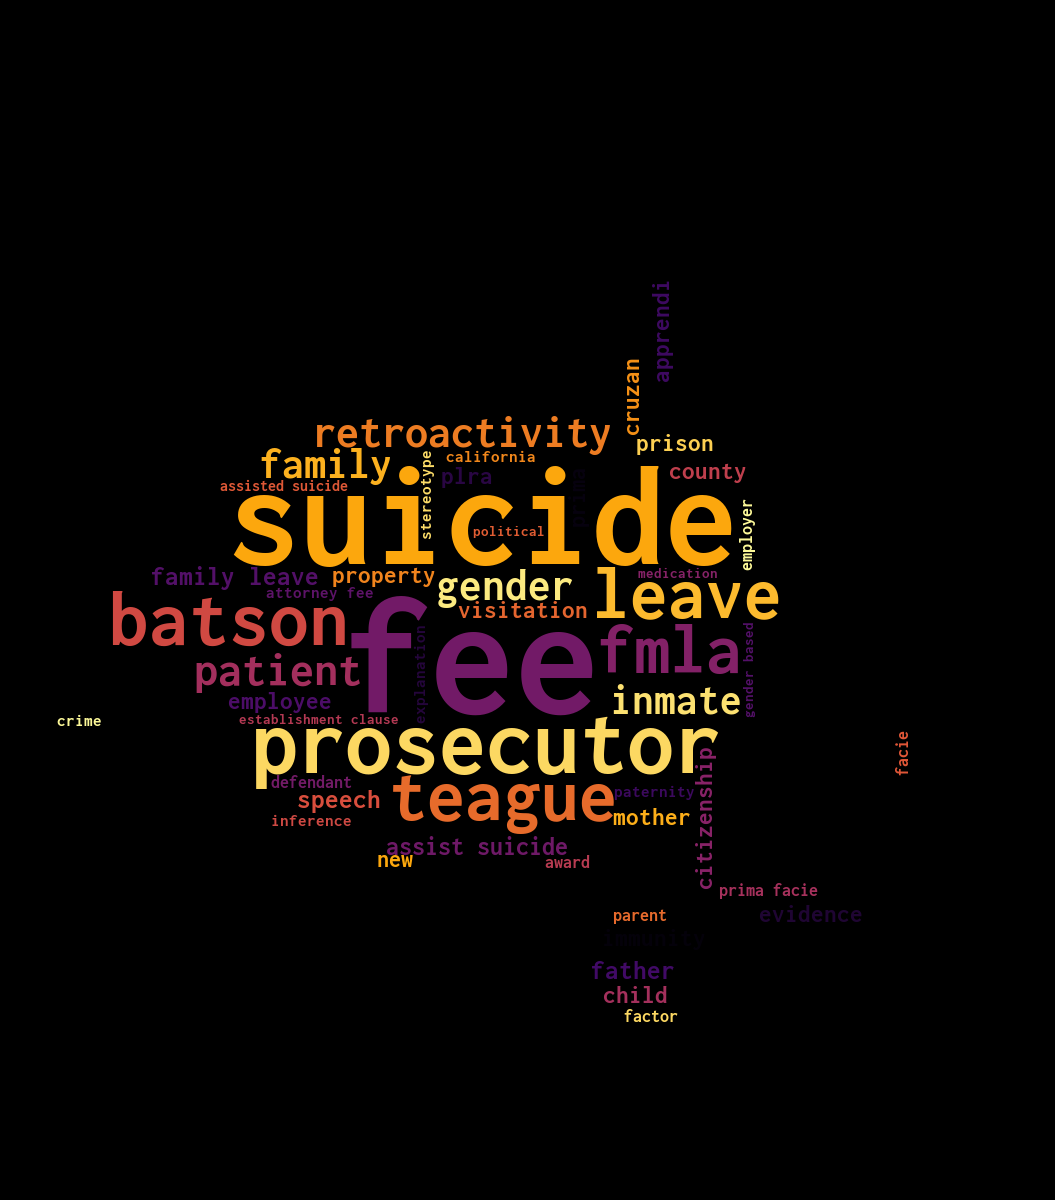 apprendi
cruzan
retroactivity
prison
family
california
stereotype
plra
county
assisted suicide
suicide
political
employer
family leave
property
gender
medication
leave
attorney fee
visitation
batson
fee
fmla
explanation
gender based
patient
employee
inmate
establishment clause
crime
prosecutor
facie
citizenship
defendant
teague
speech
paternity
inference
mother
assist suicide
new
award
prima facie
parent
evidence
immunity
father
child
factor